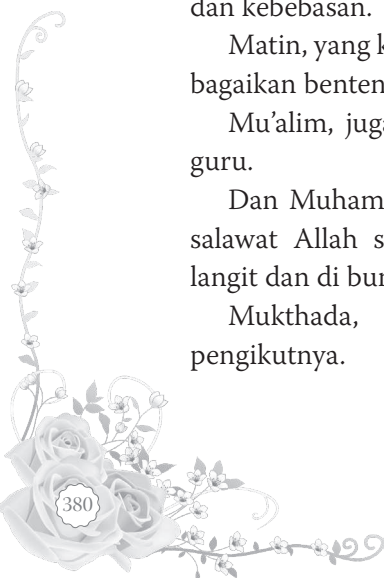 dan kebebasan.
Matin, yang k
bagaikan benten
Mu’alim, juga
guru.
Dan Muham
salawat Allah s
langit dan di bur
Mukthada,
pengikutnya.
380